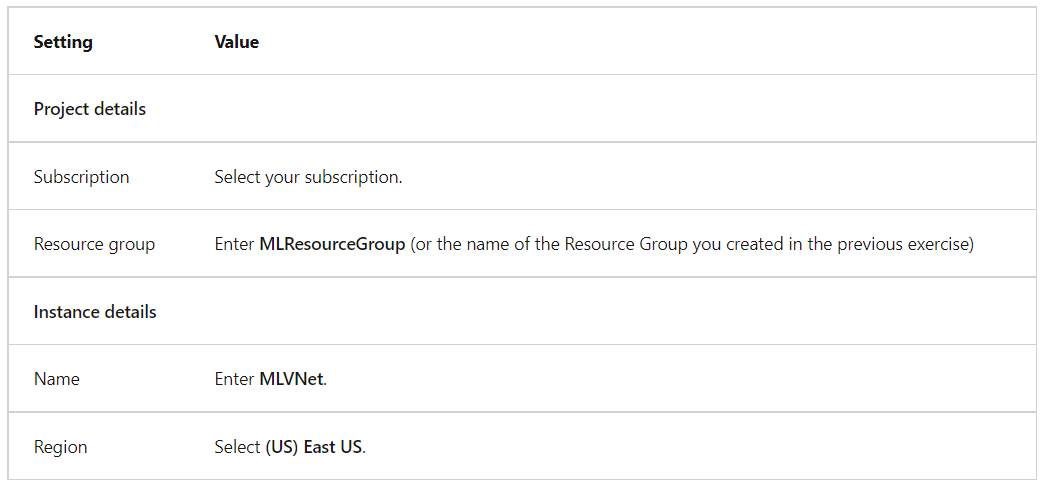 Setting Value
Project details
Subscription Select your subscription.
Resource group Enter MLResourceGroup (or the name of the Resource Group you created in the previous exercise)
Instance details
Name Enter MLVNet.
Region Select (US) East US.